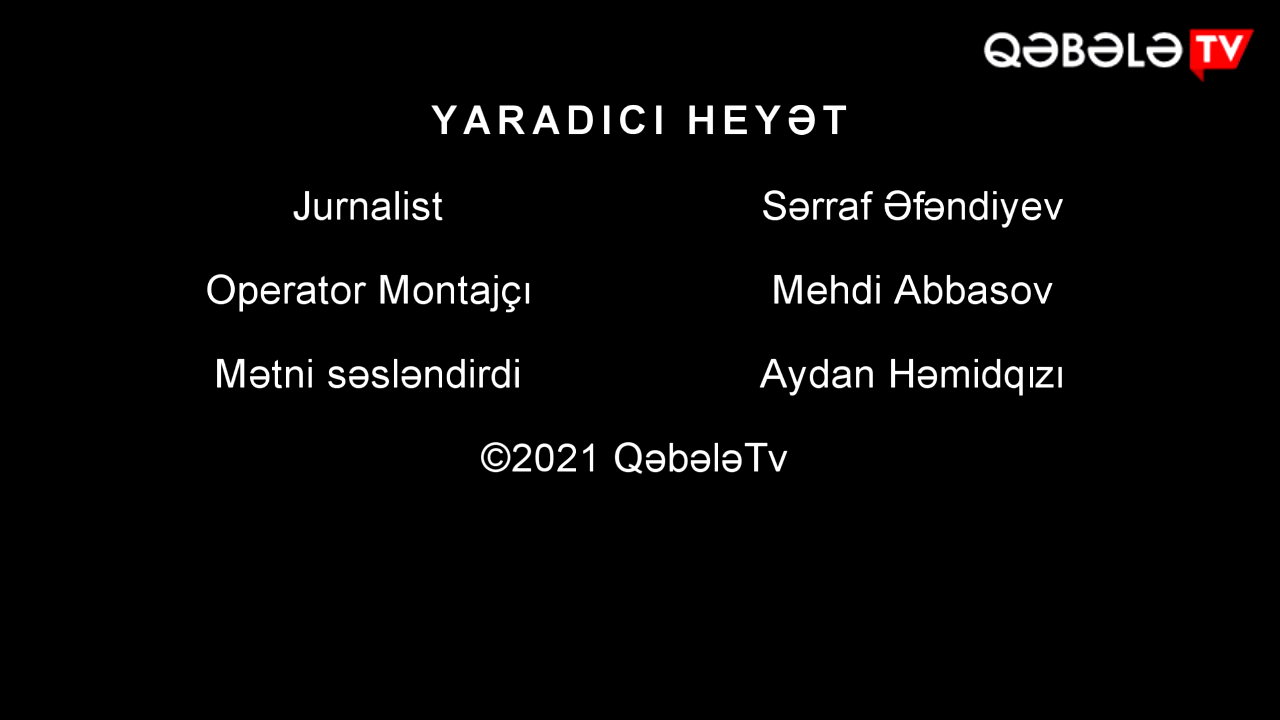 QƏBƏLƏ TV
YARADICI HEYƏT
Jurnalist Sərraf Əfəndiyev
Operator Montajçı Mehdi Abbasov
Mətni səsləndirdi Aydan Həmidqızı
©2021 QəbələTv